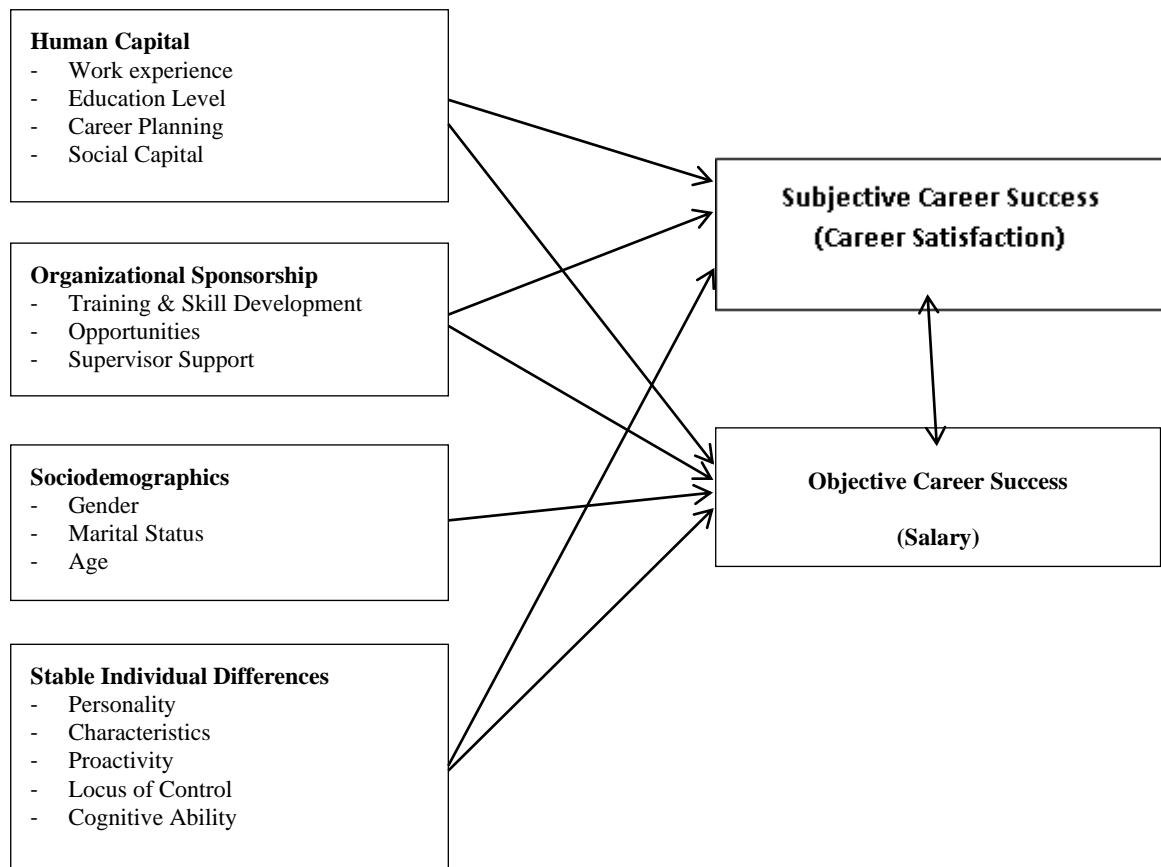 Human Capital
- Work experience
- Education Level
- Career Planning
- Social Capital
Organizational Sponsorship
- Training & Skill Development
- Opportunities
- Supervisor Support
Sociodemographics
- Gender
- Marital Status
- Age
Stable Individual Differences
- Personality
- Characteristics
- Proactivity
- Locus of Control
- Cognitive Ability
Subjective Career Success
(Career Satisfaction)
Objective Career Success
(Salary)